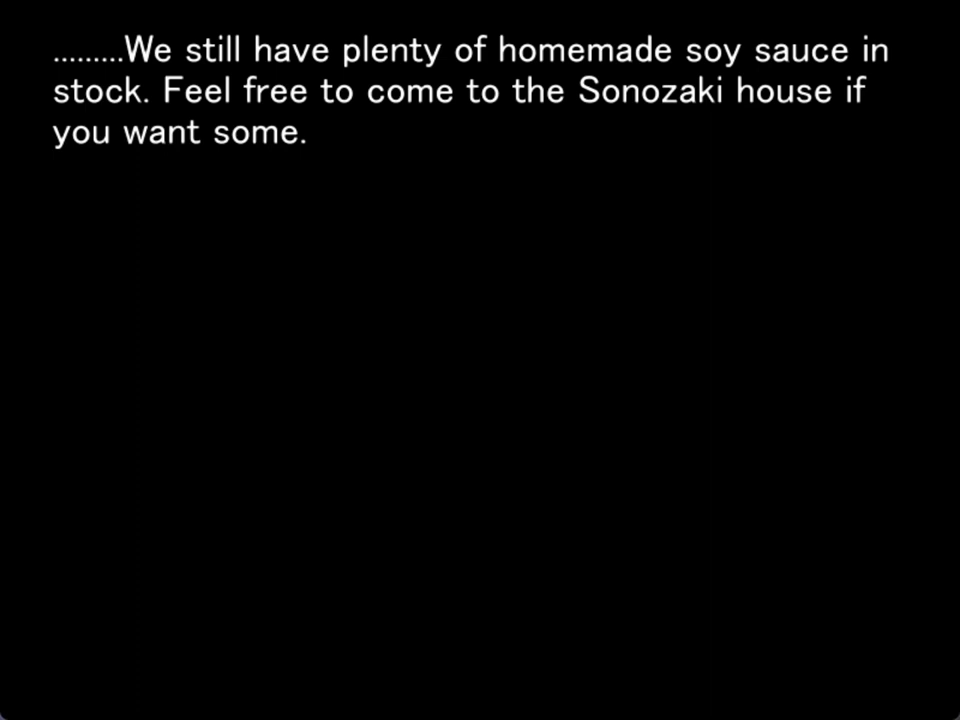 .........We still have plenty of homemade soy sauce in
stock. Feel free to come to the Sonozaki house if
you want some.